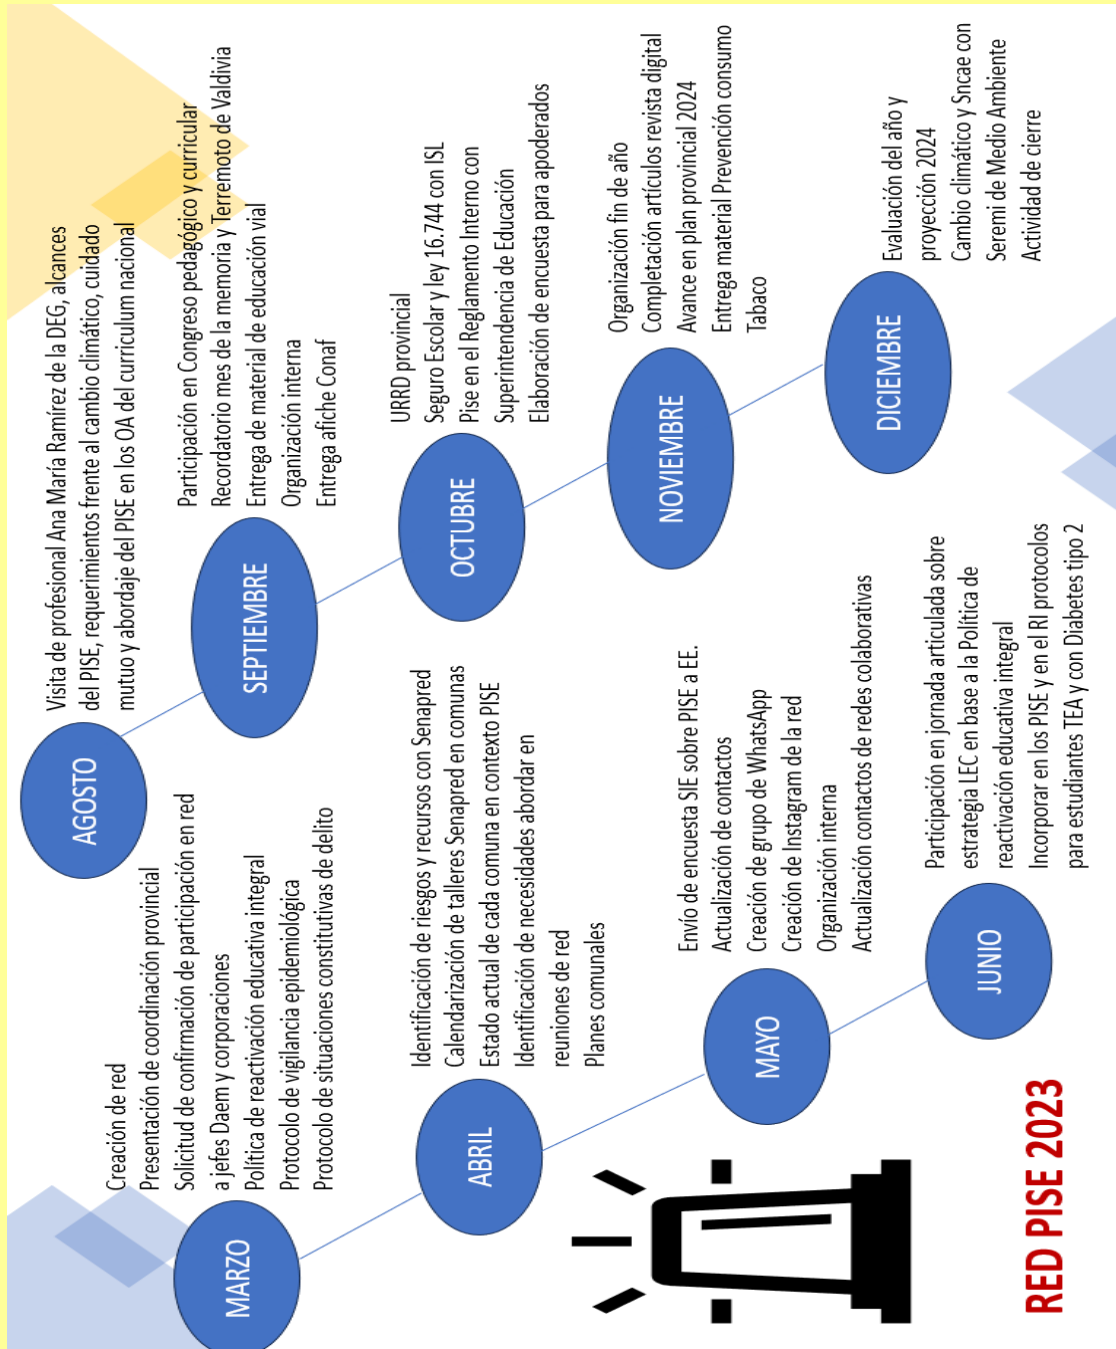 MARZO
Creación de red
Presentación de coordinación provincial
Solicitud de confirmación de participación en red
a jefes Daem y corporaciones
Política de reactivación educativa integral
Protocolo de vigilancia epidemiológica
Protocolo de situaciones constitutivas de delito
ABRIL
Identificación de riesgos y recursos con Senapred
Calendarización de talleres Senapred en comunas
Estado actual de cada comuna en contexto PISE
Identificación de necesidades abordar en
reuniones de red
Planes comunales
MAYO
Envío de encuesta SIE sobre PISE a EE.
Actualización de contactos
Creación de grupo de WhatsApp
Creación de Instagram de la red
Organización interna
Actualización contactos de redes colaborativas
JUNIO
Participación en jornada articulada sobre
estrategia LEC en base a la Política de
reactivación educativa integral
Incorporar en los PISE y en el RI protocolos
para estudiantes TEA y con Diabetes tipo 2
AGOSTO
Visita de profesional Ana María Ramírez de la DEG, alcances
del PISE, requerimientos frente al cambio climático, cuidado
mutuo y abordaje del PISE en los OA del curriculum nacional
SEPTIEMBRE
Participación en Congreso pedagógico y curricular
Recordatorio mes de la memoria y Terremoto de Valdivia
Entrega de material de educación vial
Organización interna
Entrega afiche Conaf
OCTUBRE
URRD provincial
Seguro Escolar y ley 16.744 con ISL
Pise en el Reglamento Interno con
Superintendencia de Educación
Elaboración de encuesta para apoderados
NOVIEMBRE
Organización fin de año
Completación artículos revista digital
Avance en plan provincial 2024
Entrega material Prevención consumo
Tabaco
DICIEMBRE
Evaluación del año y
proyección 2024
Cambio climático y Sncae con
Seremi de Medio Ambiente
Actividad de cierre
RED PISE 2023